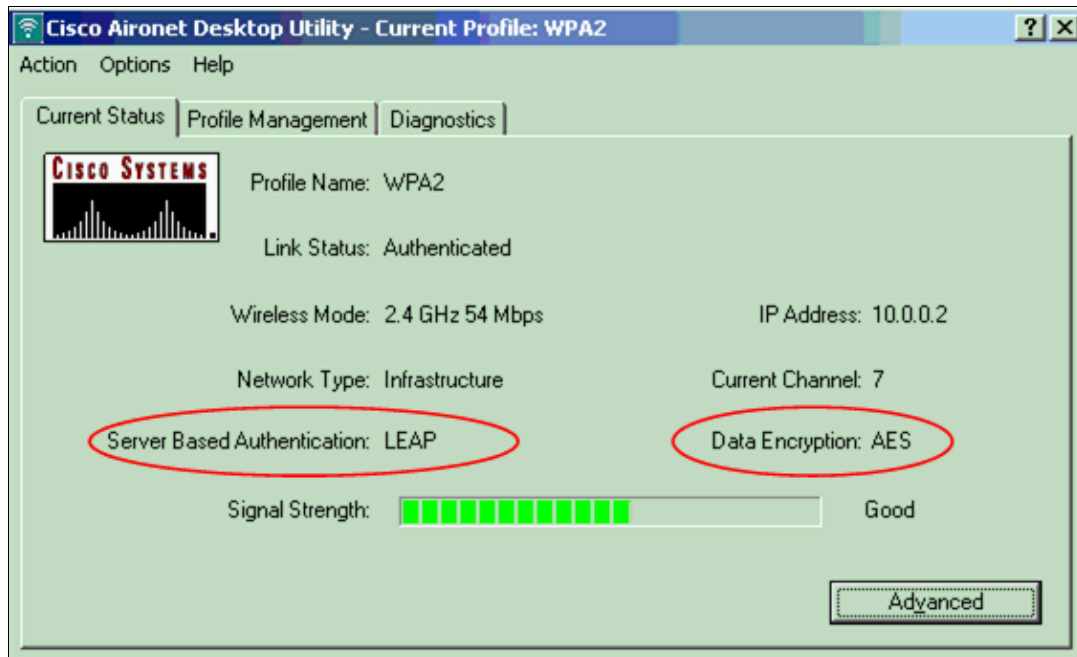 Cisco Aironet Desktop Utility - Current Profile: WPA2
Action Options Help
Current Status Profile Management Diagnostics
CISCO SYSTEMS
Profile Name: WPA2
Link Status: Authenticated
Wireless Mode: 2.4 GHz 54 Mbps IP Address: 10.0.0.2
Network Type: Infrastructure Current Channel: 7
Server Based Authentication: LEAP Data Encryption: AES
Signal Strength: Good
Advanced